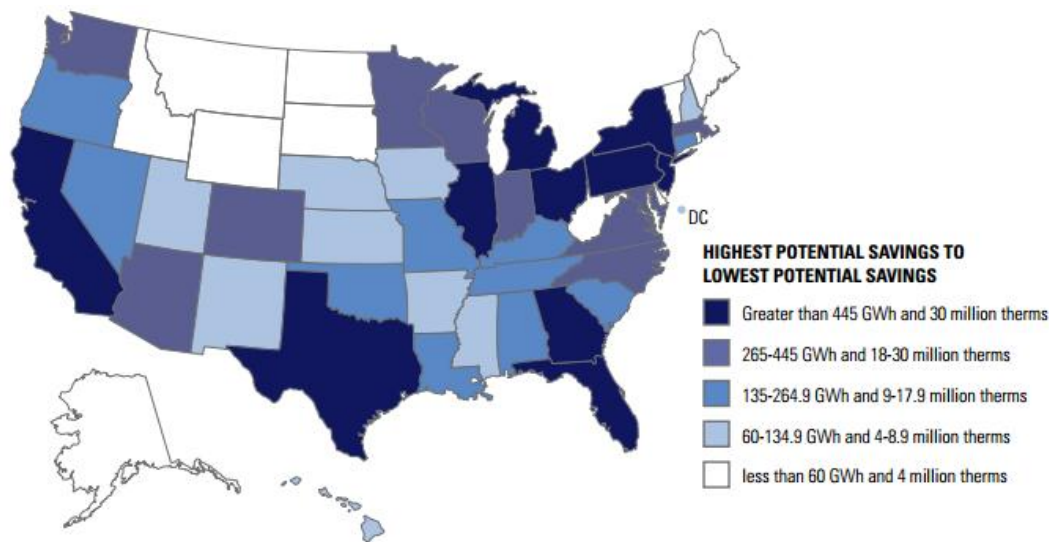 DC
HIGHEST POTENTIAL SAVINGS TO
LOWEST POTENTIAL SAVINGS
Greater than 445 GWh and 30 million therms
265-445 GWh and 18-30 million therms
135-264.9 GWh and 9-17.9 million therms
60-134.9 GWh and 4-8.9 million therms
less than 60 GWh and 4 million therms